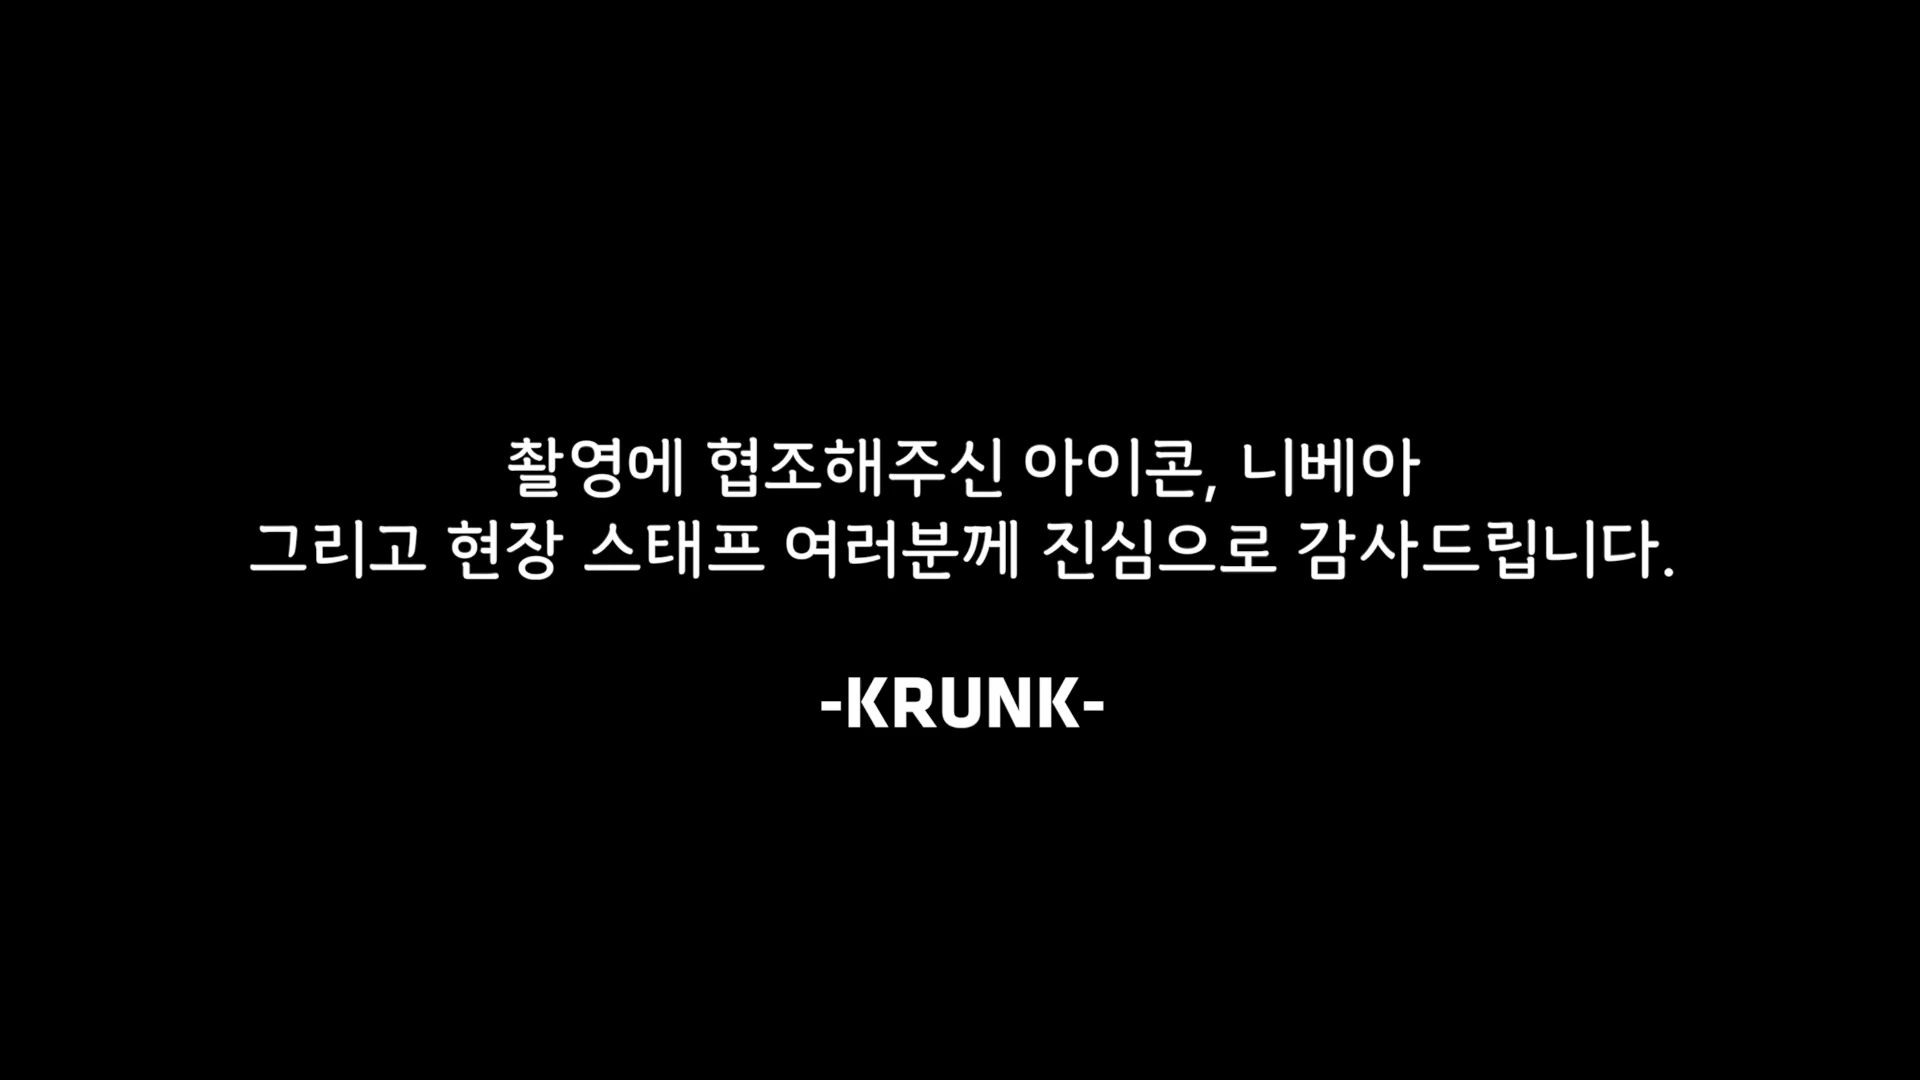 촬영에 협조해주신 아이콘, 니베아
그리고 현장 스태프 여러분께 진심으로 감사드립니다.
-KRUNK-